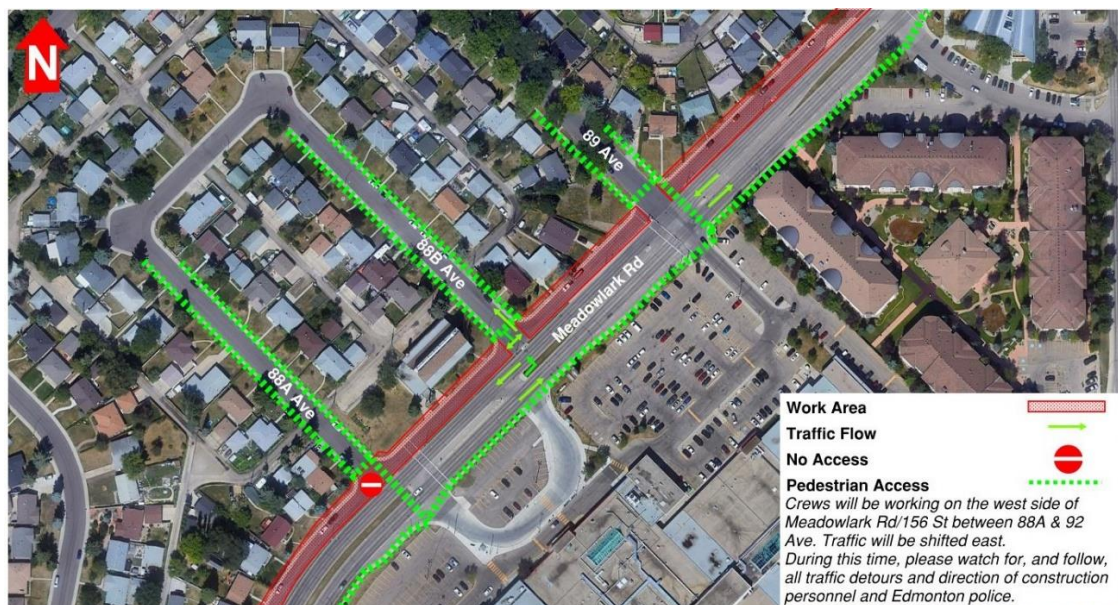 N
89 Ave
88B Ave
Meadowlark Rd
88A Ave
Work Area
Traffic Flow
No Access
Pedestrian Access
Crews will be working on the west side of
Meadowlark Rd/156 St between 88A & 92
Ave. Traffic will be shifted east.
During this time, please watch for, and follow,
all traffic detours and direction of construction
personnel and Edmonton police.